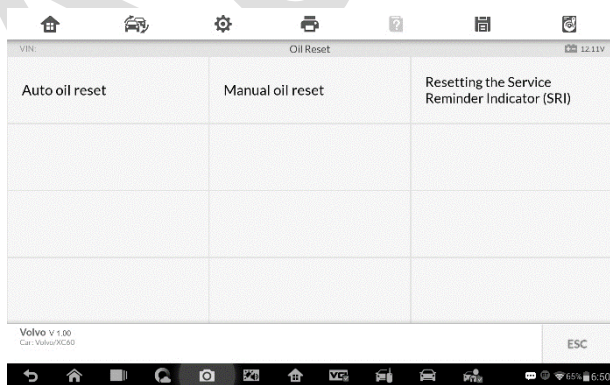 VIN:
Oil Reset
12.11V
Auto oil reset
Manual oil reset
Resetting the Service
Reminder Indicator (SRI)
Volvo V 1.00
Car: Volvo/XC60
ESC
65%
6:50